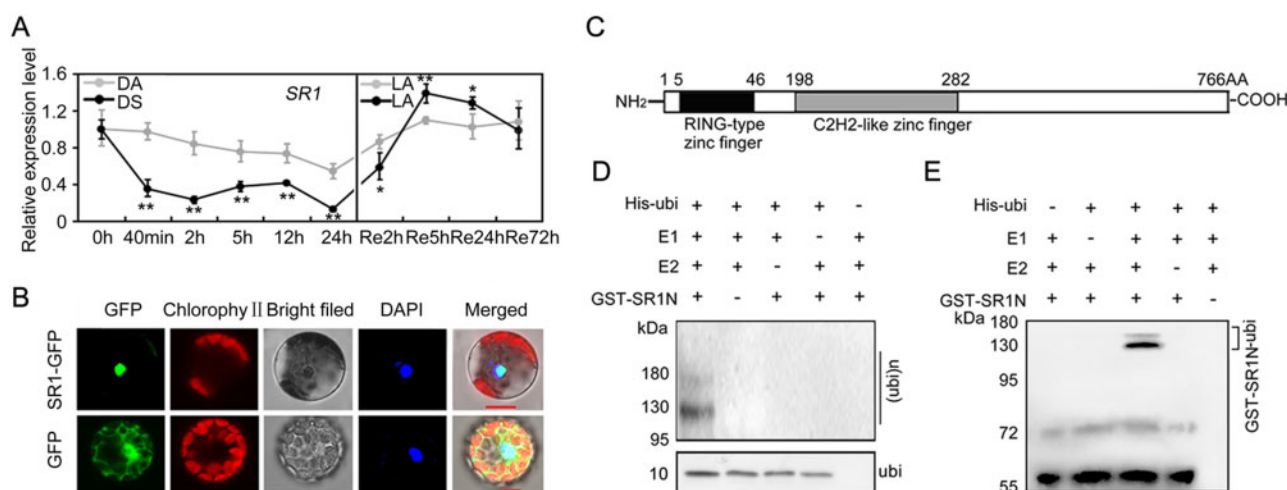 A
Relative expression level
1.6
1.2
0.8
0.4
0
DA
DS
SR1
LA
LA
**
*
** ** ** ** ** *
0h 40min 2h 5h 12h 24h Re2h Re5h Re24h Re72h
B
GFP Chlorophy II Bright filed DAPI Merged
SR1-GFP
GFP
C
1 5 46 198 282 766AA
NH2 -COOH
RING-type
zinc finger
C2H2-like zinc finger
D
His-ubi + + + + -
E1 + + + - +
E2 + + - + +
GST-SR1N + - + + +
kDa
180
130
95
(ubi)n
10
ubi
E
His-ubi - + + + +
E1 + - + + +
E2 + + + - +
GST-SR1N + + + + -
kDa
180
130
95
72
55
GST-SR1N-ubi